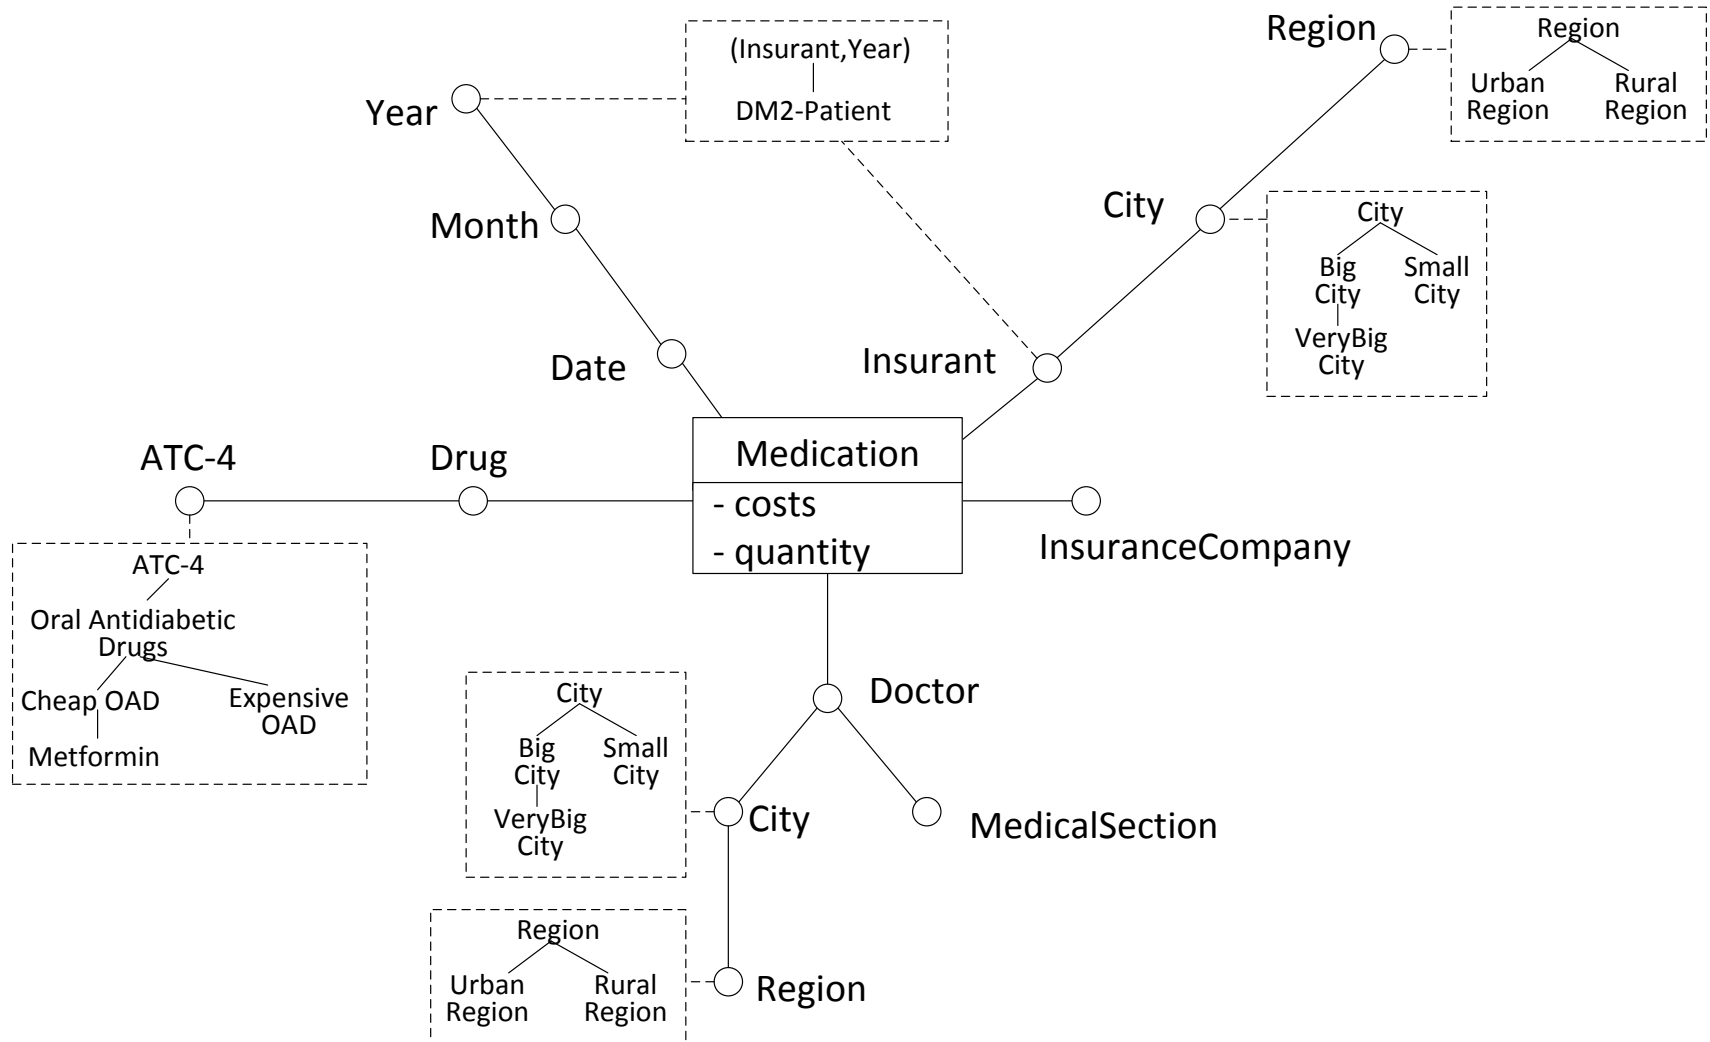 (Insurant,Year)
DM2-Patient
Region
Region
Urban
Region
Rural
Region
Year
City
City
Big
City
Small
City
VeryBig
City
Month
Insurant
Date
Medication
- costs
- quantity
ATC-4
Drug
InsuranceCompany
ATC-4
Oral Antidiabetic
Drugs
Cheap OAD
Expensive
OAD
Metformin
Doctor
City
Big
City
Small
City
VeryBig
City
City
MedicalSection
Region
Urban
Region
Rural
Region
Region